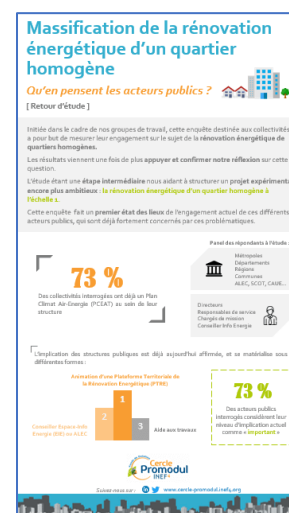 Massification de la rénovation
énergétique d'un quartier
homogène
Qu'en pensent les acteurs publics ?
[ Retour d'étude ]
Initiée dans le cadre de nos groupes de travail, cette enquête destinée aux collectivités
a pour but de mesurer leur engagement sur le sujet de la rénovation énergétique de
quartiers homogènes.
Les résultats viennent une fois de plus appuyer et confirmer notre réflexion sur cette
question.
L'étude étant une étape intermédiaire nous aidant à structurer un projet expériment
encore plus ambitieux : la rénovation énergétique d'un quartier homogène à
l'échelle 1.
Cette enquête fait un premier état des lieux de l'engagement actuel de ces différents
acteurs publics, qui sont déjà fortement concernés par ces problématiques.
Panel des répondants à l'étude :
Métropoles
Départements
Régions
Communes
ALEC, SCOT, CAUE...
73 %
Des collectivités interrogées ont déjà un Plan
Climat Air-Energie (PCEAT) au sein de leur
structure
Directeurs
Responsables de service
Chargés de mission
Conseiller Info Energie
L'implication des structures publiques est déjà aujourd'hui affirmée, et se matérialise sous
différentes formes :
Animation d'une Plateforme Territoriale de
la Rénovation Energétique (PTRE)
1
2
3
Conseiller Espace Info
Energie (EIE) ou ALEC
Aide aux travaux
73 %
Des acteurs publics
interrogés considèrent leur
niveau d'implication actuel
comme « important »
Cercle
Promodul
INEF4
Suivez-nous sur :
www.cercle-promodul.inef4.org